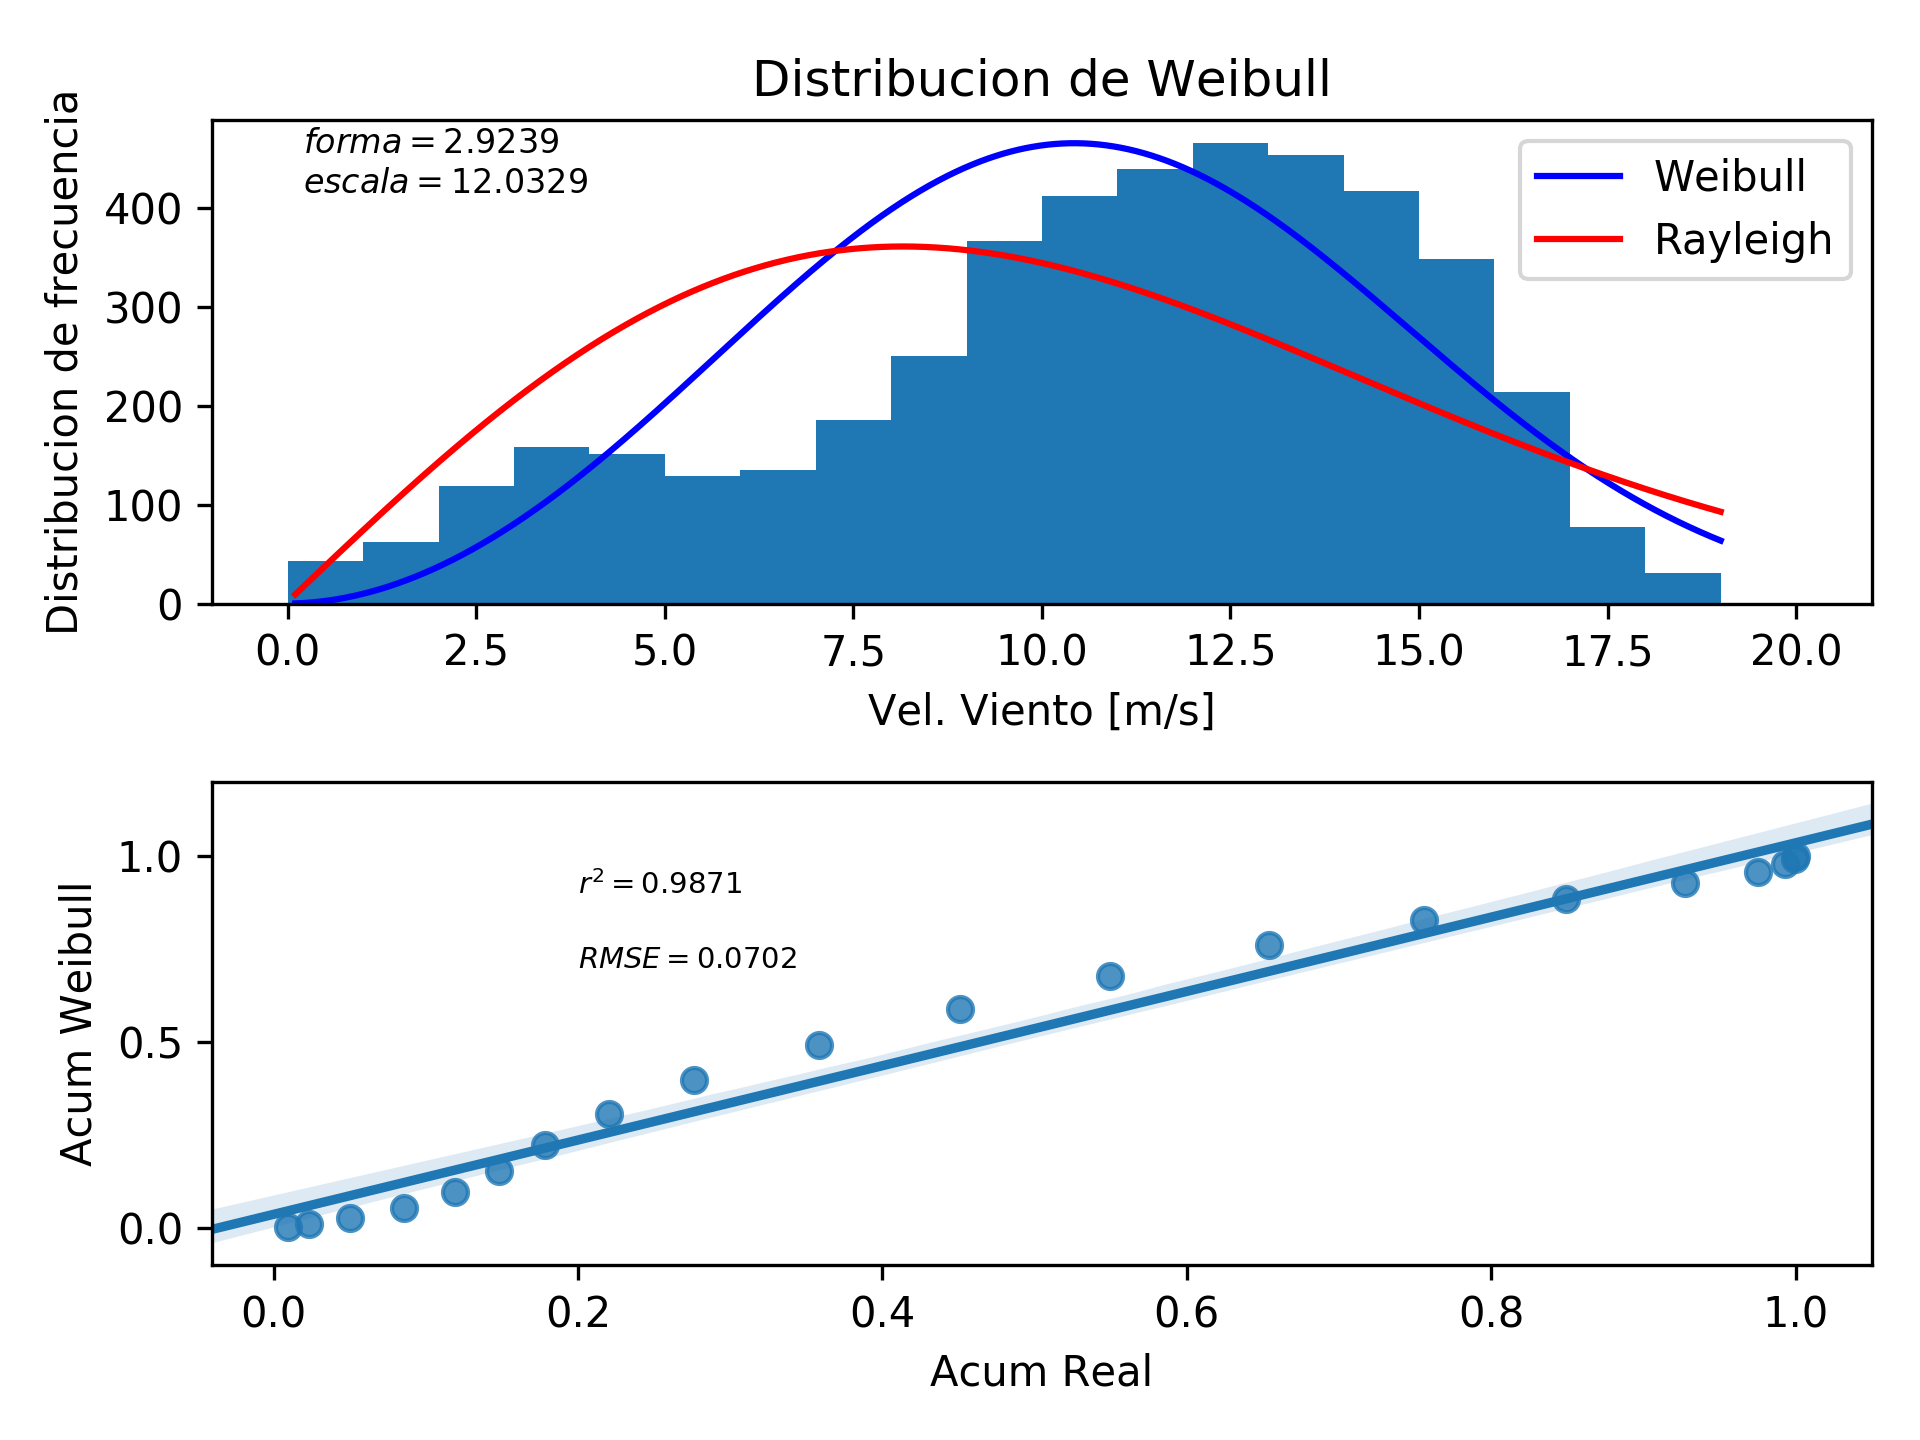 Distribucion de Weibull
Distribucion de frecuencia
forma = 2.9239
escala = 12.0329
Weibull
Rayleigh
400
300
200
100
0
0.0 2.5 5.0 7.5 10.0 12.5 15.0 17.5 20.0
Vel. Viento [m/s]
Acum Weibull
r² = 0.9871
RMSE = 0.0702
1.0
0.5
0.0
0.0 0.2 0.4 0.6 0.8 1.0
Acum Real